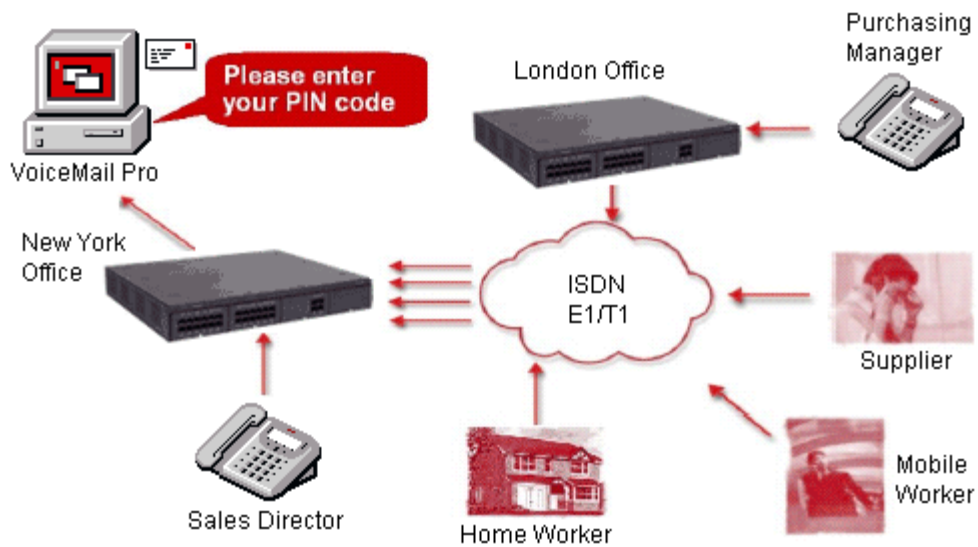 Purchasing
Manager
London Office
Please enter
your PIN code
VoiceMail Pro
New York
Office
ISDN
E1/T1
Supplier
Mobile
Worker
Sales Director
Home Worker